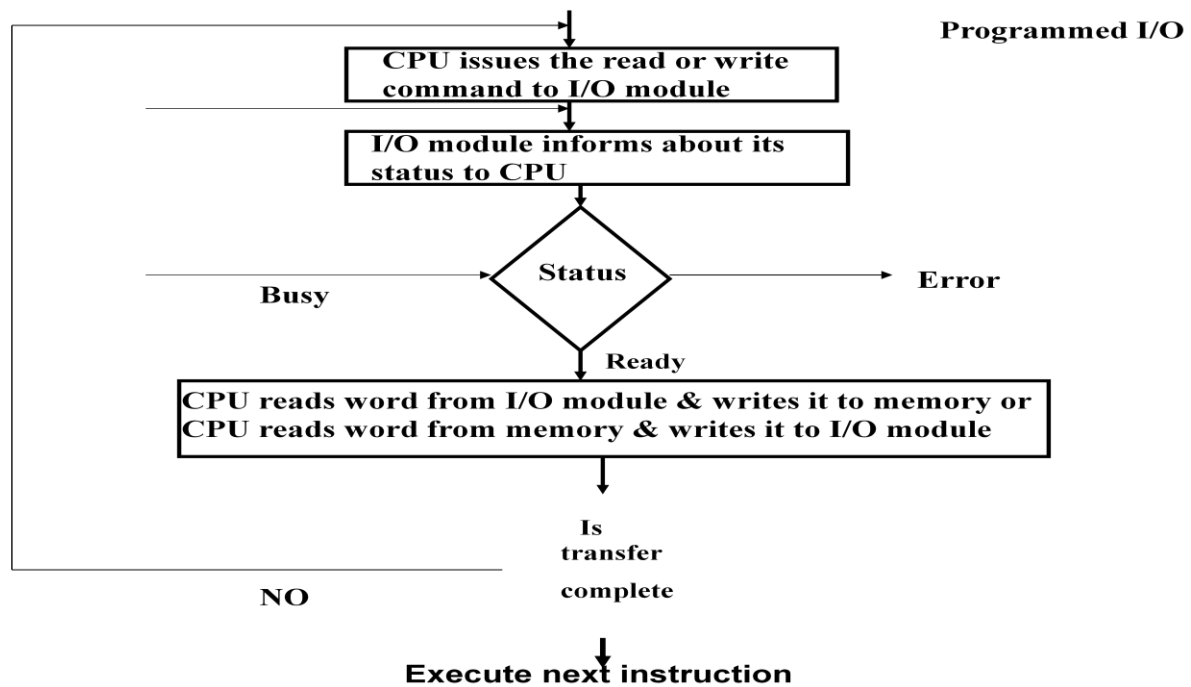 Programmed I/O
CPU issues the read or write
command to I/O module
I/O module informs about its
status to CPU
Status
Busy
Error
Ready
CPU reads word from I/O module & writes it to memory or
CPU reads word from memory & writes it to I/O module
Is
transfer
complete
NO
Execute next instruction